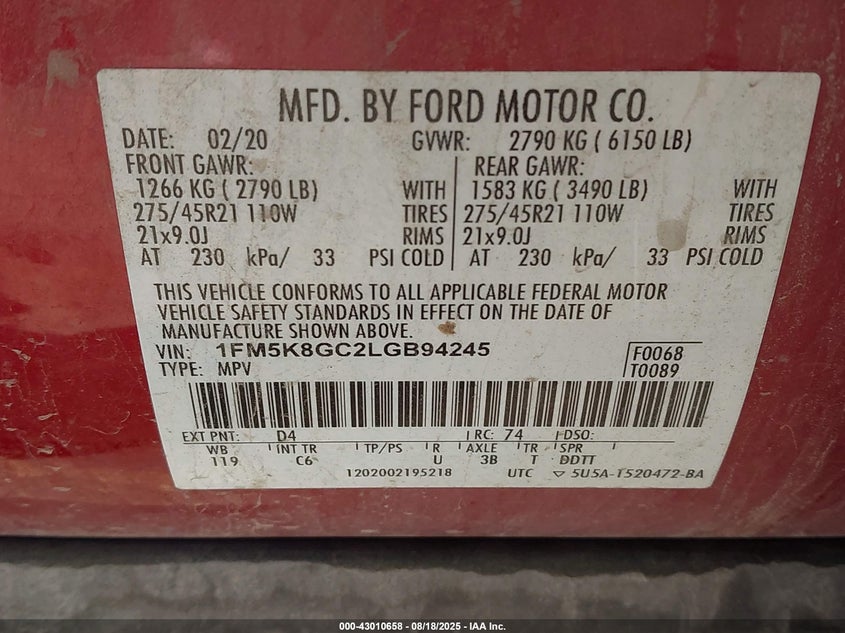 MFD. BY FORD MOTOR CO.
DATE: 02/20 GVWR: 2790 KG ( 6150 LB)
FRONT GAWR: REAR GAWR:
1266 KG ( 2790 LB) WITH 1583 KG ( 3490 LB) WITH
275/45R21 110W TIRES 275/45R21 110W TIRES
21x9.0J RIMS 21x9.0J RIMS
AT 230 kPa/ 33 PSI COLD AT 230 kPa/ 33 PSI COLD
THIS VEHICLE CONFORMS TO ALL APPLICABLE FEDERAL MOTOR
VEHICLE SAFETY STANDARDS IN EFFECT ON THE DATE OF
MANUFACTURE SHOWN ABOVE.
VIN: 1FM5K8GC2LGB94245 F0068
TYPE: MPV T0089
EXT PNT: D4 RC: 74 DSO:
WB INT TR TP/PS R AXLE TR SPR
119 C6 U 3B T DDTT
1202002195218 UTC ▽ 5U5A-1520472-BA
000-43010658 - 08/18/2025 - IAA Inc.